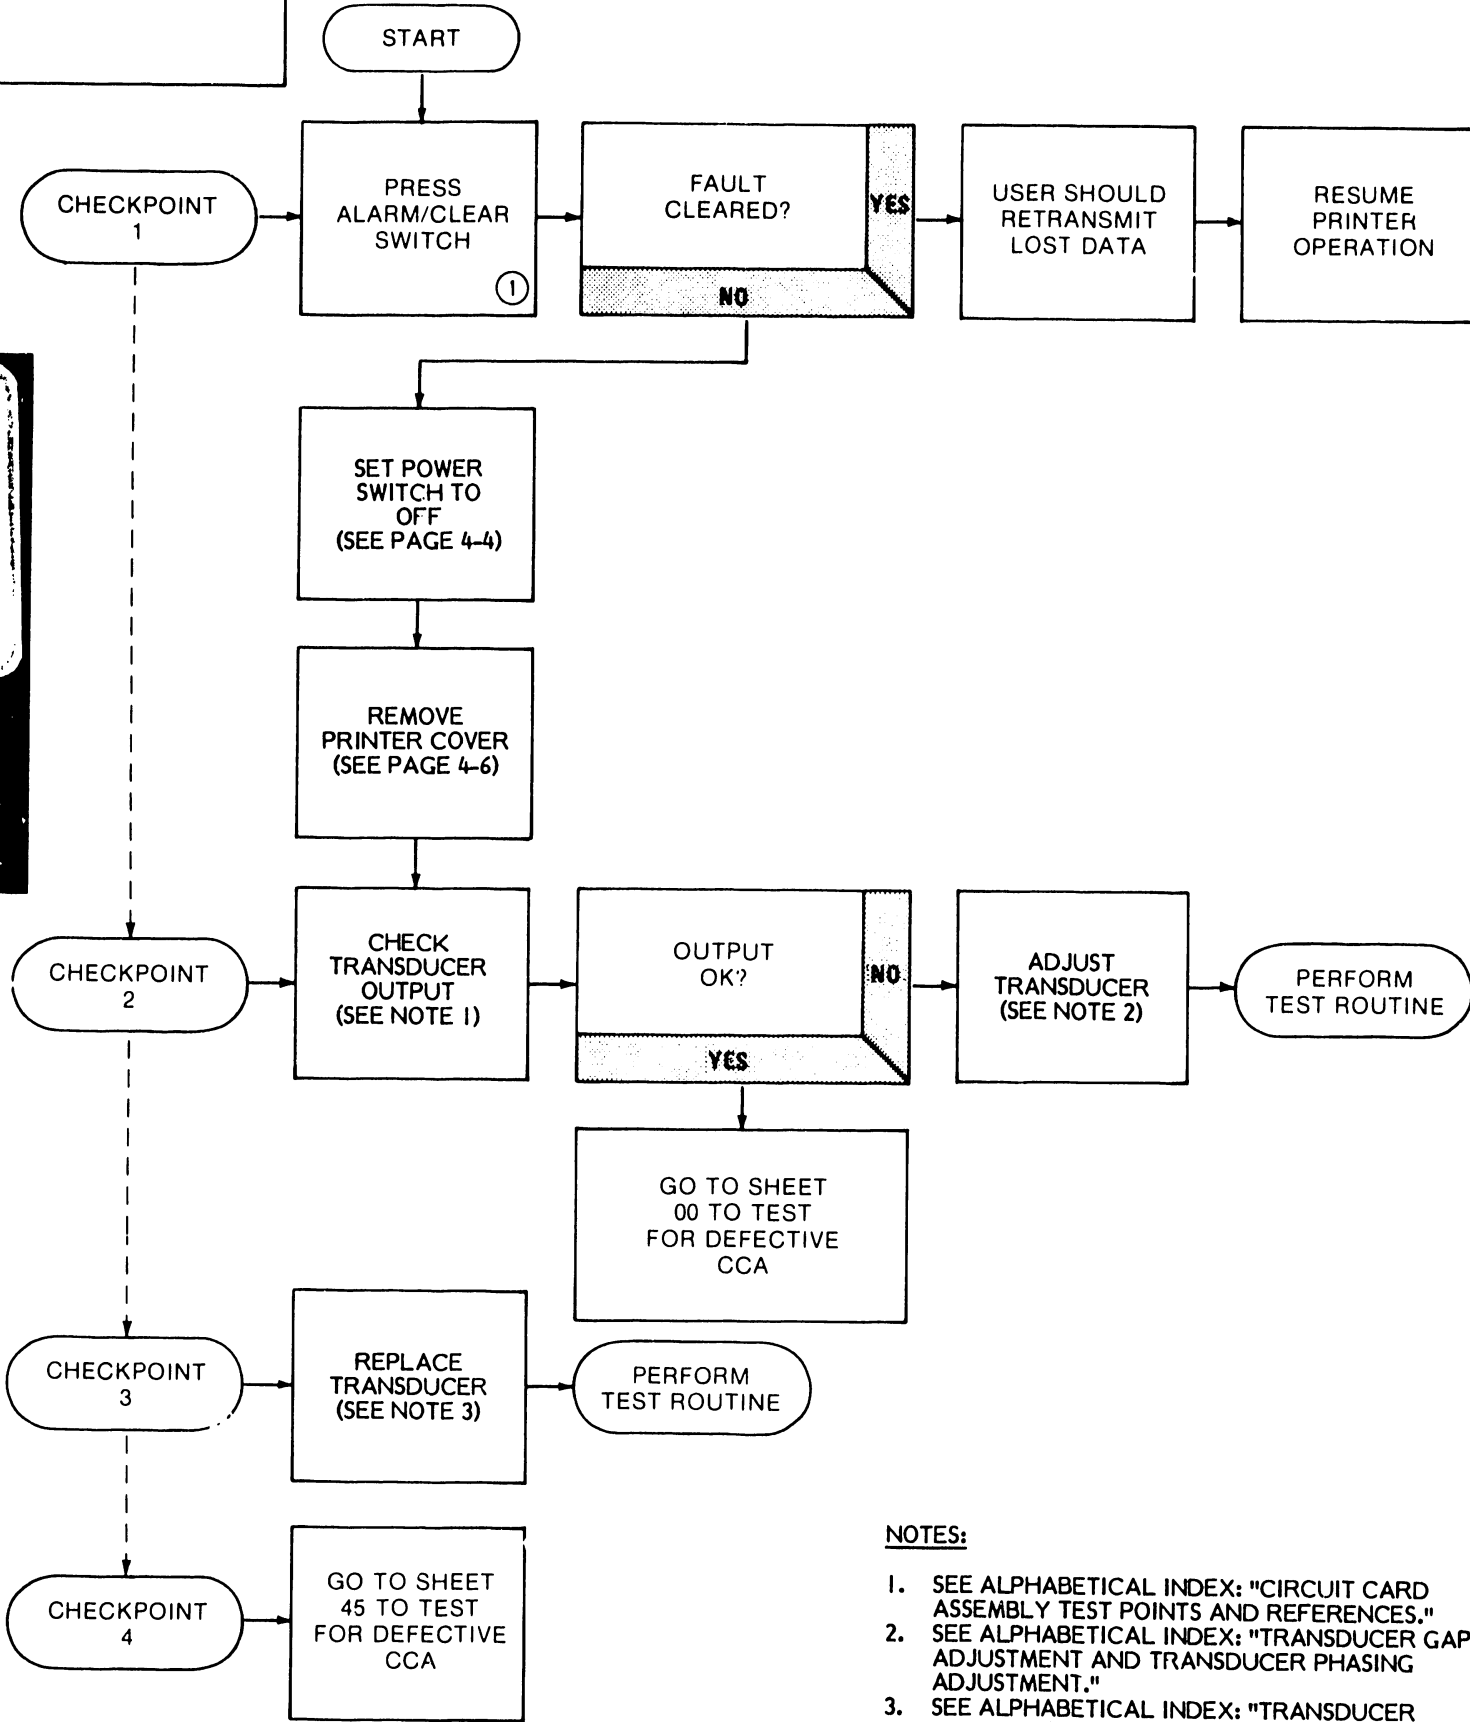 START
CHECKPOINT
1
PRESS
ALARM/CLEAR
SWITCH
1
FAULT
CLEARED?
YES
NO
USER SHOULD
RETRANSMIT
LOST DATA
RESUME
PRINTER
OPERATION
SET POWER
SWITCH TO
OFF
(SEE PAGE 4-4)
REMOVE
PRINTER COVER
(SEE PAGE 4-6)
CHECKPOINT
2
CHECK
TRANSDUCER
OUTPUT
(SEE NOTE 1)
OUTPUT
OK?
NO
YES
ADJUST
TRANSDUCER
(SEE NOTE 2)
PERFORM
TEST ROUTINE
GO TO SHEET
00 TO TEST
FOR DEFECTIVE
CCA
CHECKPOINT
3
REPLACE
TRANSDUCER
(SEE NOTE 3)
PERFORM
TEST ROUTINE
CHECKPOINT
4
GO TO SHEET
45 TO TEST
FOR DEFECTIVE
CCA
NOTES:
1. SEE ALPHABETICAL INDEX: "CIRCUIT CARD
ASSEMBLY TEST POINTS AND REFERENCES."
2. SEE ALPHABETICAL INDEX: "TRANSDUCER GAP
ADJUSTMENT AND TRANSDUCER PHASING
ADJUSTMENT."
3. SEE ALPHABETICAL INDEX: "TRANSDUCER